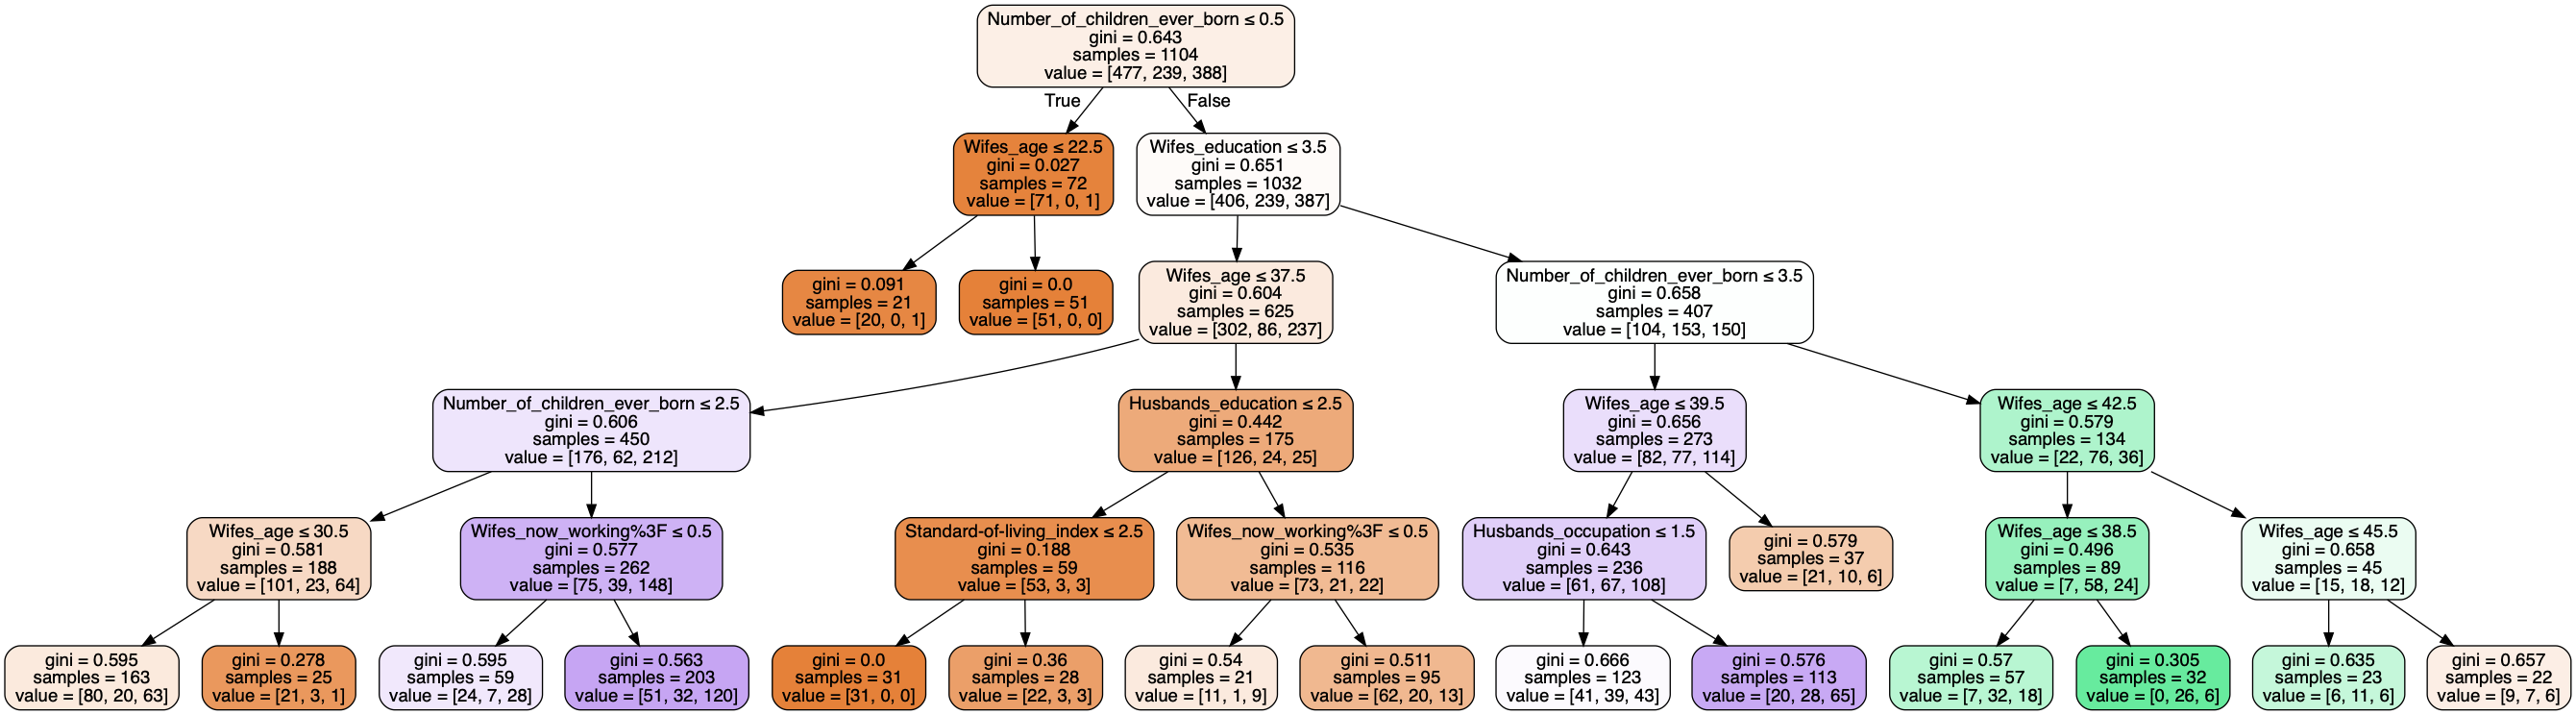 Number_of_children_ever_born ≤ 0.5
gini = 0.643
samples = 1104
value = [477, 239, 388]
True
False
Wifes_age ≤ 22.5
gini = 0.027
samples = 72
value = [71, 0, 1]
Wifes_education ≤ 3.5
gini = 0.651
samples = 1032
value = [406, 239, 387]
gini = 0.091
samples = 21
value = [20, 0, 1]
gini = 0.0
samples = 51
value = [51, 0, 0]
Wifes_age ≤ 37.5
gini = 0.604
samples = 625
value = [302, 86, 237]
Number_of_children_ever_born ≤ 3.5
gini = 0.658
samples = 407
value = [104, 153, 150]
Number_of_children_ever_born ≤ 2.5
gini = 0.606
samples = 450
value = [176, 62, 212]
Husbands_education ≤ 2.5
gini = 0.442
samples = 175
value = [126, 24, 25]
Wifes_age ≤ 39.5
gini = 0.656
samples = 273
value = [82, 77, 114]
Wifes_age ≤ 42.5
gini = 0.579
samples = 134
value = [22, 76, 36]
Wifes_age ≤ 30.5
gini = 0.581
samples = 188
value = [101, 23, 64]
Wifes_now_working%3F ≤ 0.5
gini = 0.577
samples = 262
value = [75, 39, 148]
Standard-of-living_index ≤ 2.5
gini = 0.188
samples = 59
value = [53, 3, 3]
Wifes_now_working%3F ≤ 0.5
gini = 0.535
samples = 116
value = [73, 21, 22]
Husbands_occupation ≤ 1.5
gini = 0.643
samples = 236
value = [61, 67, 108]
gini = 0.579
samples = 37
value = [21, 10, 6]
Wifes_age ≤ 38.5
gini = 0.496
samples = 89
value = [7, 58, 24]
Wifes_age ≤ 45.5
gini = 0.658
samples = 45
value = [15, 18, 12]
gini = 0.595
samples = 163
value = [80, 20, 63]
gini = 0.278
samples = 25
value = [21, 3, 1]
gini = 0.595
samples = 59
value = [24, 7, 28]
gini = 0.563
samples = 203
value = [51, 32, 120]
gini = 0.0
samples = 31
value = [31, 0, 0]
gini = 0.36
samples = 28
value = [22, 3, 3]
gini = 0.54
samples = 21
value = [11, 1, 9]
gini = 0.511
samples = 95
value = [62, 20, 13]
gini = 0.666
samples = 123
value = [41, 39, 43]
gini = 0.576
samples = 113
value = [20, 28, 65]
gini = 0.57
samples = 57
value = [7, 32, 18]
gini = 0.305
samples = 32
value = [0, 26, 6]
gini = 0.635
samples = 23
value = [6, 11, 6]
gini = 0.657
samples = 22
value = [9, 7, 6]